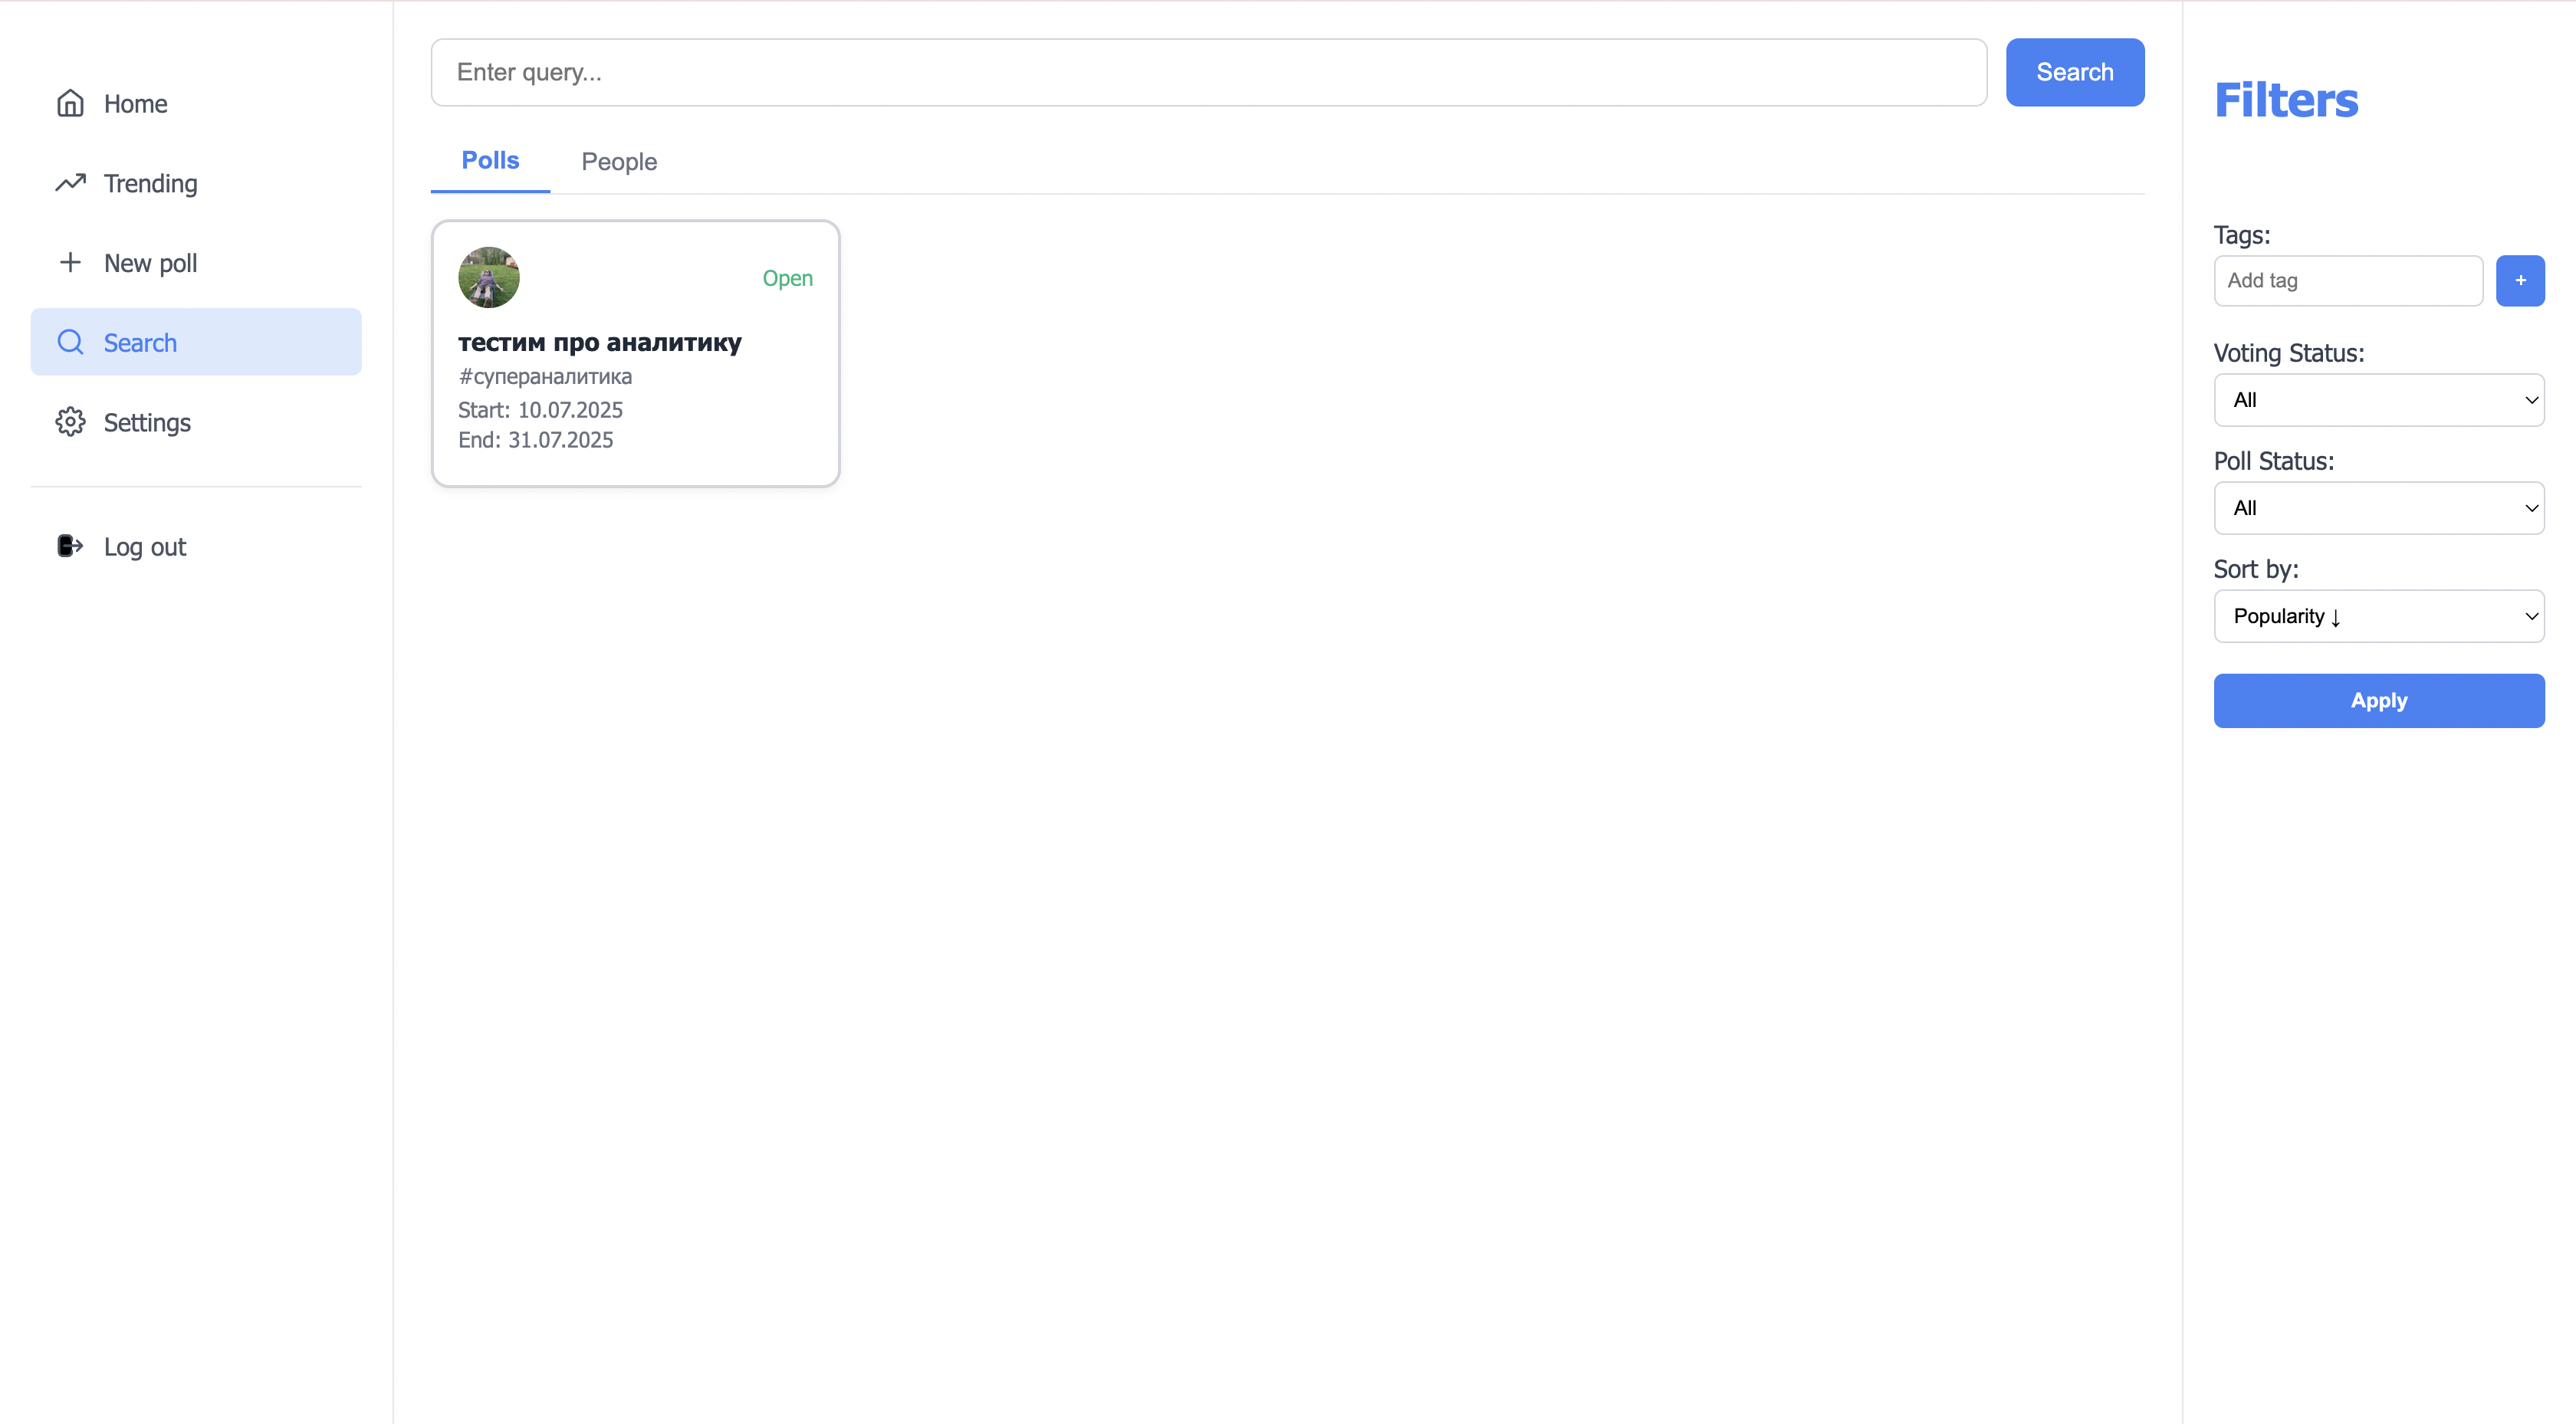 Home
Trending
New poll
Search
Settings
Log out
Enter query...
Search
Polls
People
Open
тестим про аналитику
#супераналитика
Start: 10.07.2025
End: 31.07.2025
Filters
Tags:
Add tag
+
Voting Status:
All
Poll Status:
All
Sort by:
Popularity ↓
Apply